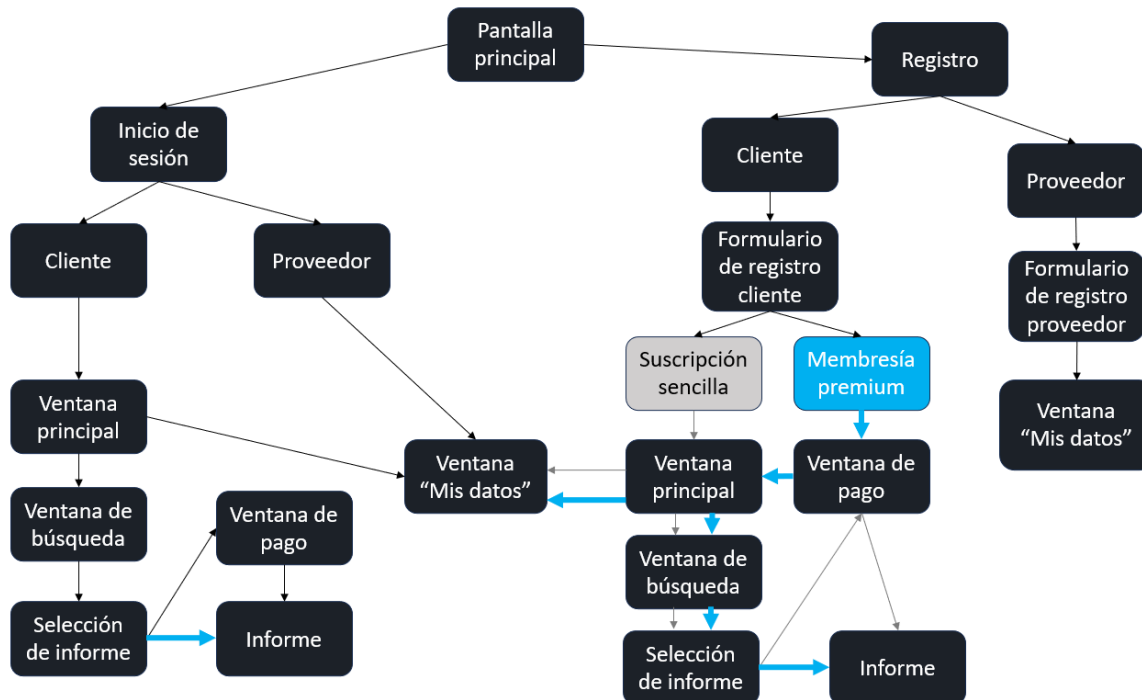 Pantalla
principal
Registro
Inicio de
sesión
Cliente
Proveedor
Cliente
Proveedor
Formulario
de registro
cliente
Formulario
de registro
proveedor
Suscripción
sencilla
Membresía
premium
Ventana
principal
Ventana
“Mis datos”
Ventana
“Mis datos”
Ventana
principal
Ventana de
pago
Ventana de
búsqueda
Ventana de
pago
Ventana de
búsqueda
Selección
de informe
Informe
Selección
de informe
Informe